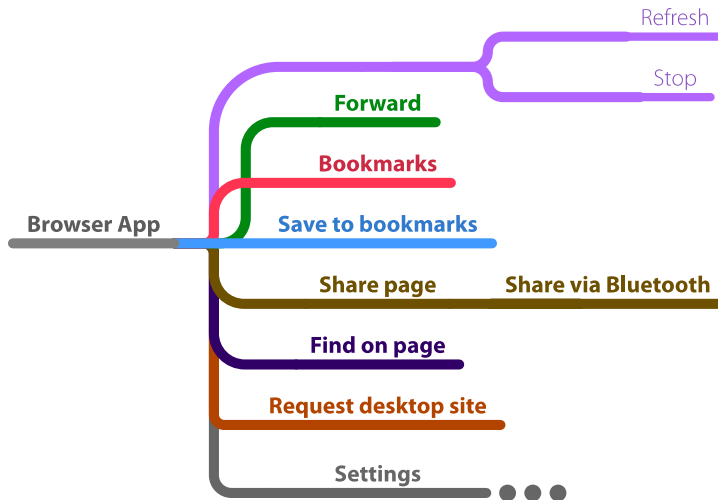 Refresh
Stop
Forward
Bookmarks
Browser App
Save to bookmarks
Share page
Share via Bluetooth
Find on page
Request desktop site
Settings